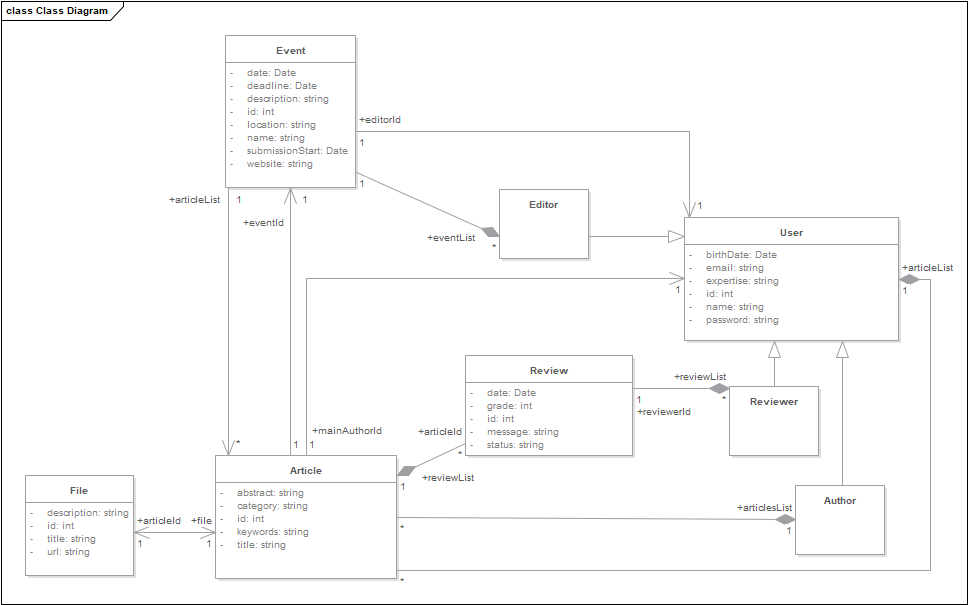 class Class Diagram
Event
- date: Date
- deadline: Date
- description: string
- id: int
- location: string
- name: string
- submissionStart: Date
- website: string
+editorId
1
1
1
+articleList
1
1
+eventId
+eventList
*
Editor
User
- birthDate: Date
- email: string
- expertise: string
- id: int
- name: string
- password: string
+articleList
1
1
Review
- date: Date
- grade: int
- id: int
- message: string
- status: string
+reviewList
*
1
+reviewerId
Reviewer
+mainAuthorId
*
1
1
+articleId
*
+reviewList
1
Article
- abstract: string
- category: string
- id: int
- keywords: string
- title: string
File
- description: string
- id: int
- title: string
- url: string
+articleId
+file
1
1
Author
+articlesList
1
*
*